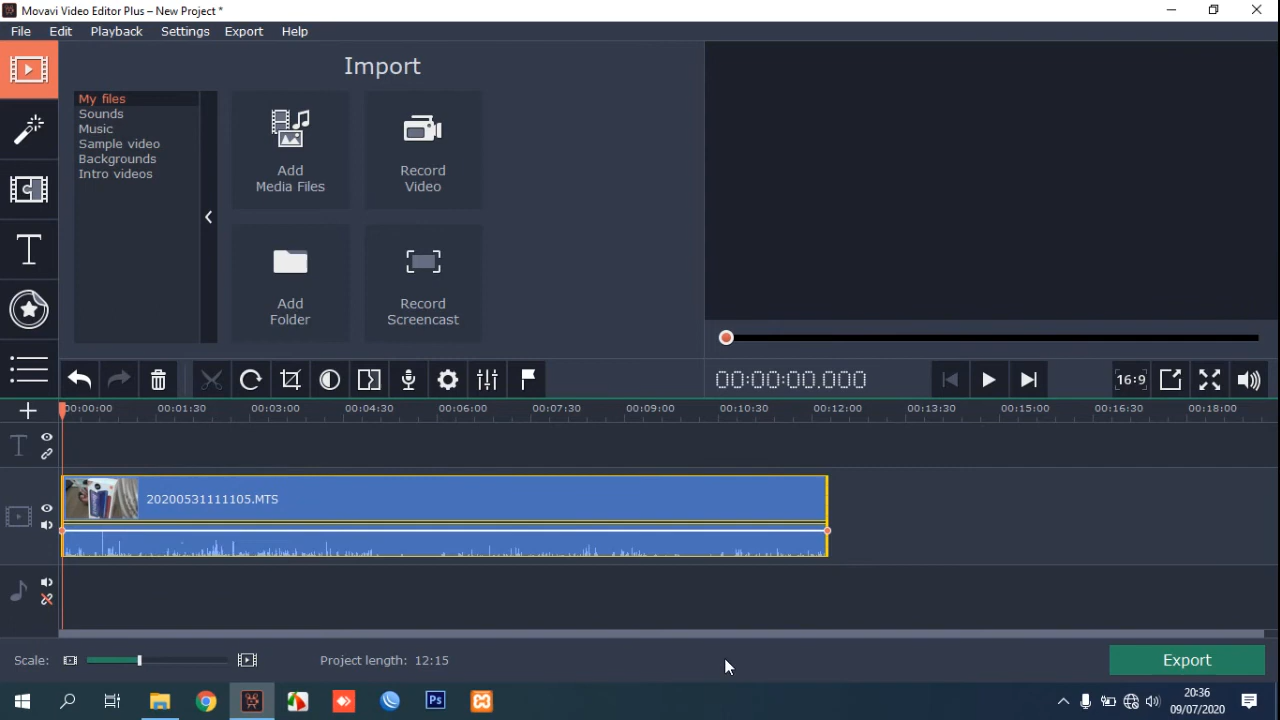 Movavi Video Editor Plus – New Project *
File Edit Playback Settings Export Help
Import
My files
Sounds
Music
Sample video
Backgrounds
Intro videos
Add
Media Files
Record
Video
Add
Folder
Record
Screencast
00:00:00.000
16:9
00:00:00 00:01:30 00:03:00 00:04:30 00:06:00 00:07:30 00:09:00 00:10:30 00:12:00 00:13:30 00:15:00 00:16:30 00:18:00
T
20200531111105.MTS
Scale:
Project length: 12:15
Export
Ps
20:36
09/07/2020